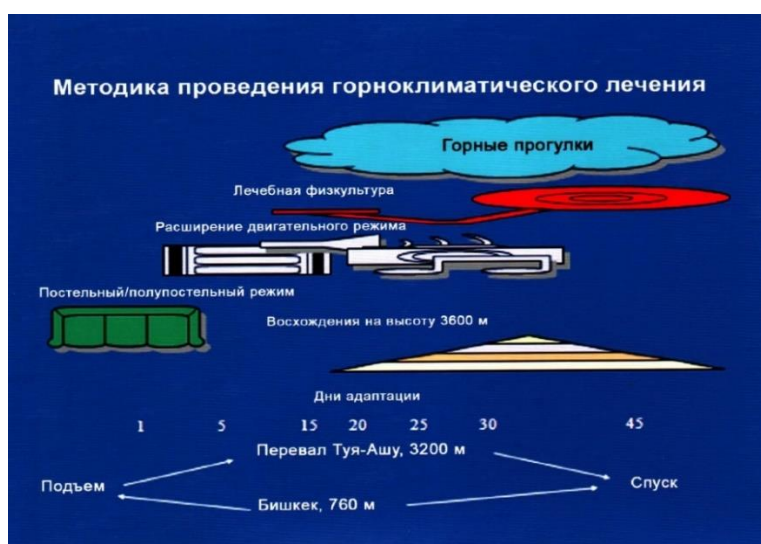 Методика проведения горноклиматического лечения
Горные прогулки
Лечебная физкультура
Расширение двигательного режима
Постельный/полупостельный режим
Восхождения на высоту 3600 м
Дни адаптации
1 5 15 20 25 30 45
Перевал Туя-Ашу, 3200 м
Подъем
Спуск
Бишкек, 760 м